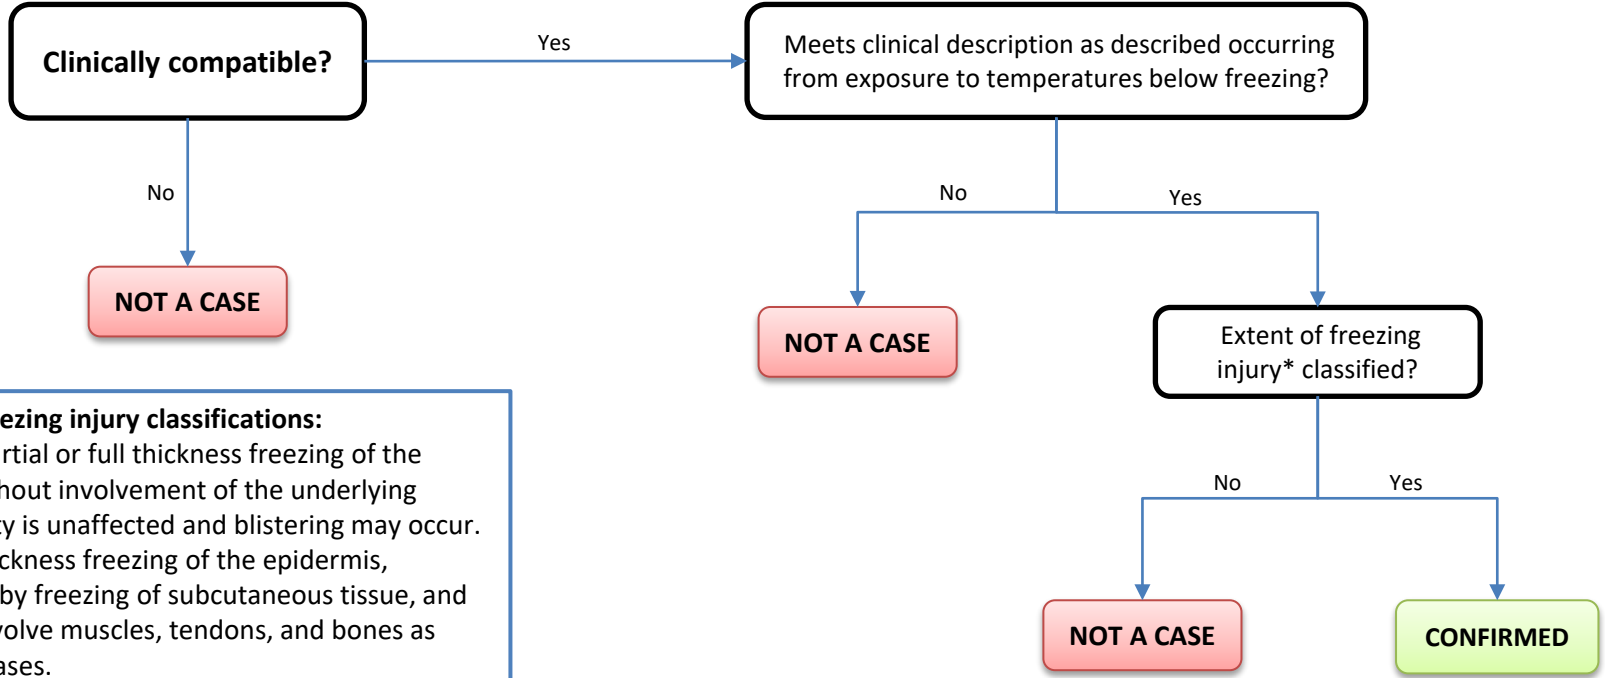 Clinically compatible?
Yes
Meets clinical description as described occurring
from exposure to temperatures below freezing?
No
No
Yes
NOT A CASE
NOT A CASE
Extent of freezing
injury* classified?
ezing injury classifications:
rtial or full thickness freezing of the
hout involvement of the underlying
ty is unaffected and blistering may occur.
ickness freezing of the epidermis,
by freezing of subcutaneous tissue, and
volve muscles, tendons, and bones as
ases.
No
Yes
NOT A CASE
CONFIRMED